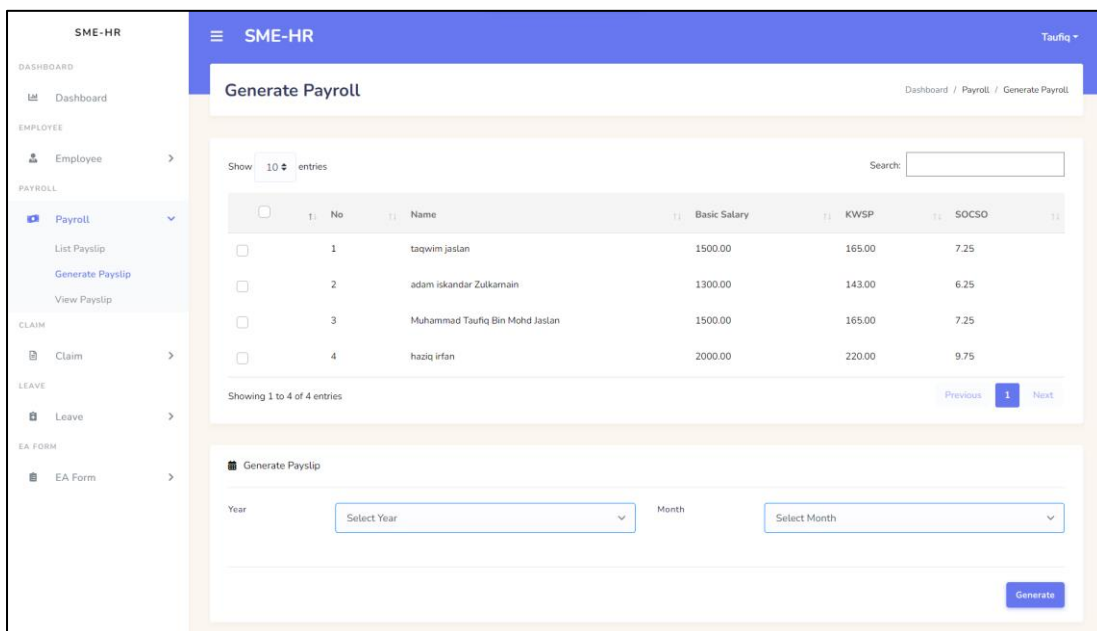 SME-HR
DASHBOARD
Dashboard
EMPLOYEE
Employee
PAYROLL
Payroll
List Payslip
Generate Payslip
View Payslip
CLAIM
Claim
LEAVE
Leave
EA FORM
EA Form
SME-HR
Taufiq
Generate Payroll
Dashboard / Payroll / Generate Payroll
Show 10 entries
Search:
No Name Basic Salary KWSP SOCSO
1 taqwim jaslan 1500.00 165.00 7.25
2 adam iskandar Zulkarnain 1300.00 143.00 6.25
3 Muhammad Taufiq Bin Mohd Jaslan 1500.00 165.00 7.25
4 haziq irfan 2000.00 220.00 9.75
Showing 1 to 4 of 4 entries
Previous 1 Next
Generate Payslip
Year Select Year Month Select Month
Generate